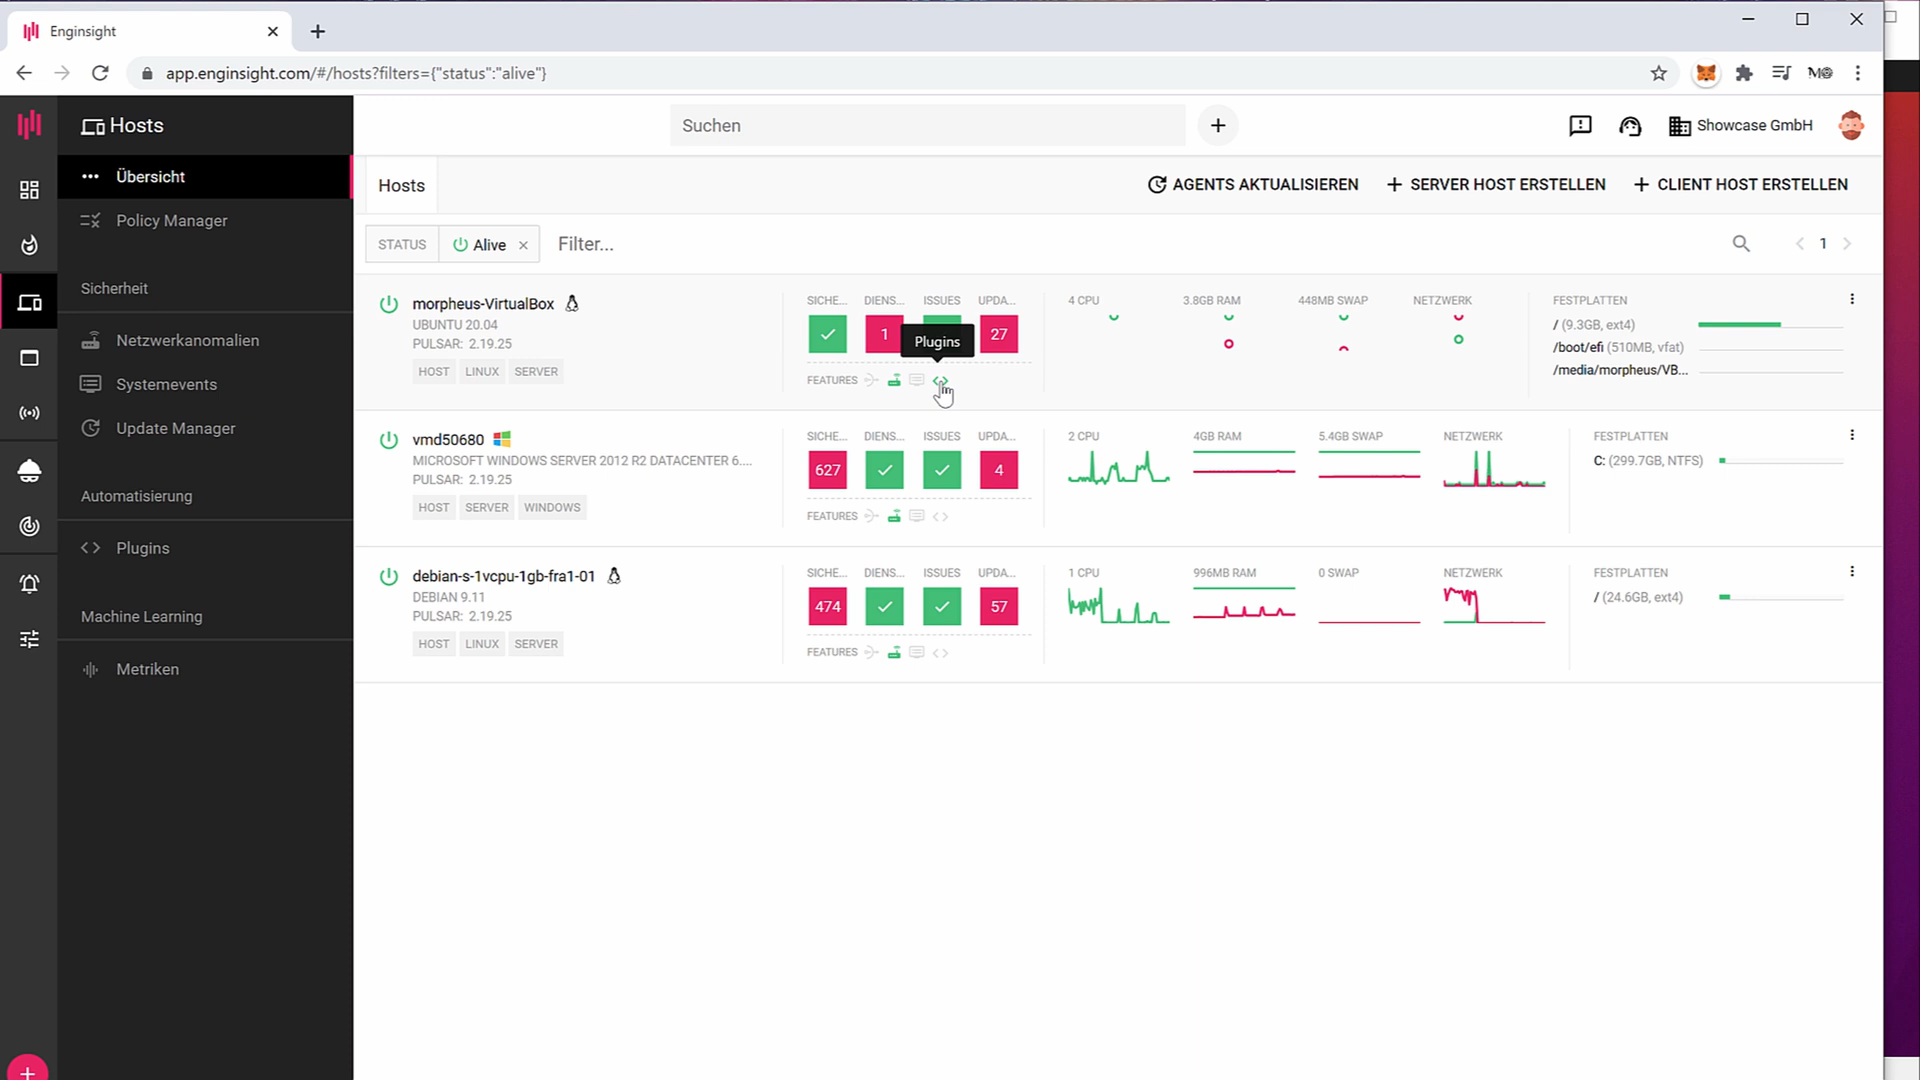 Enginsight
app.enginsight.com/#/hosts?filters={"status":"alive"}
Hosts
Übersicht
Policy Manager
Sicherheit
Netzwerkanomalien
Systemevents
Update Manager
Automatisierung
Plugins
Machine Learning
Metriken
Suchen
Showcase GmbH
Hosts
AGENTS AKTUALISIEREN
SERVER HOST ERSTELLEN
CLIENT HOST ERSTELLEN
STATUS Alive Filter...
1
morpheus-VirtualBox
UBUNTU 20.04
PULSAR: 2.19.25
HOST LINUX SERVER
SICHE... DIENS... ISSUES UPDA...
1 27
Plugins
FEATURES
4 CPU 3.8GB RAM 448MB SWAP NETZWERK
FESTPLATTEN
/ (9.3GB, ext4)
/boot/efi (510MB, vfat)
/media/morpheus/VB...
vmd50680
MICROSOFT WINDOWS SERVER 2012 R2 DATACENTER 6....
PULSAR: 2.19.25
HOST SERVER WINDOWS
SICHE... DIENS... ISSUES UPDA...
627 4
FEATURES
2 CPU 4GB RAM 5.4GB SWAP NETZWERK
FESTPLATTEN
C: (299.7GB, NTFS)
debian-s-1vcpu-1gb-fra1-01
DEBIAN 9.11
PULSAR: 2.19.25
HOST LINUX SERVER
SICHE... DIENS... ISSUES UPDA...
474 57
FEATURES
1 CPU 996MB RAM 0 SWAP NETZWERK
FESTPLATTEN
/ (24.6GB, ext4)